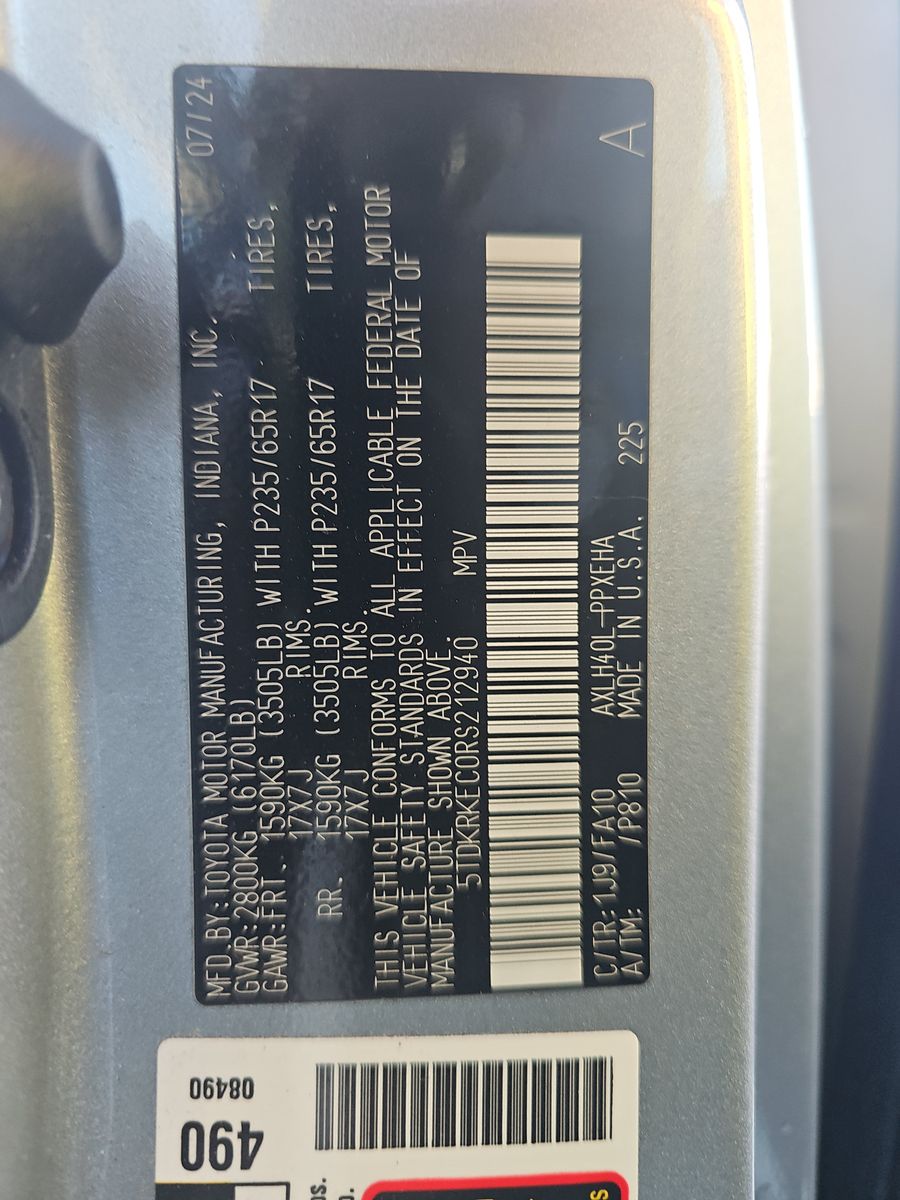 MFD.BY:TOYOTA MOTOR MANUFACTURING, INDIANA, INC. 07/24
GVWR:2800KG (6170LB)
GAWR:FRT. 1590KG (3505LB) WITH P235/65R17 TIRES,
17X7J RIMS.
RR. 1590KG (3505LB) WITH P235/65R17 TIRES,
17X7J RIMS.
THIS VEHICLE CONFORMS TO ALL APPLICABLE FEDERAL MOTOR
VEHICLE SAFETY STANDARDS IN EFFECT ON THE DATE OF
MANUFACTURE SHOWN ABOVE.
5TDKRKEC0RS212940 MPV
C/TR:1J9/FA10 AXLH40L-PPXEHA
A/TM: /P810 MADE IN U.S.A. 225 A
08490
490